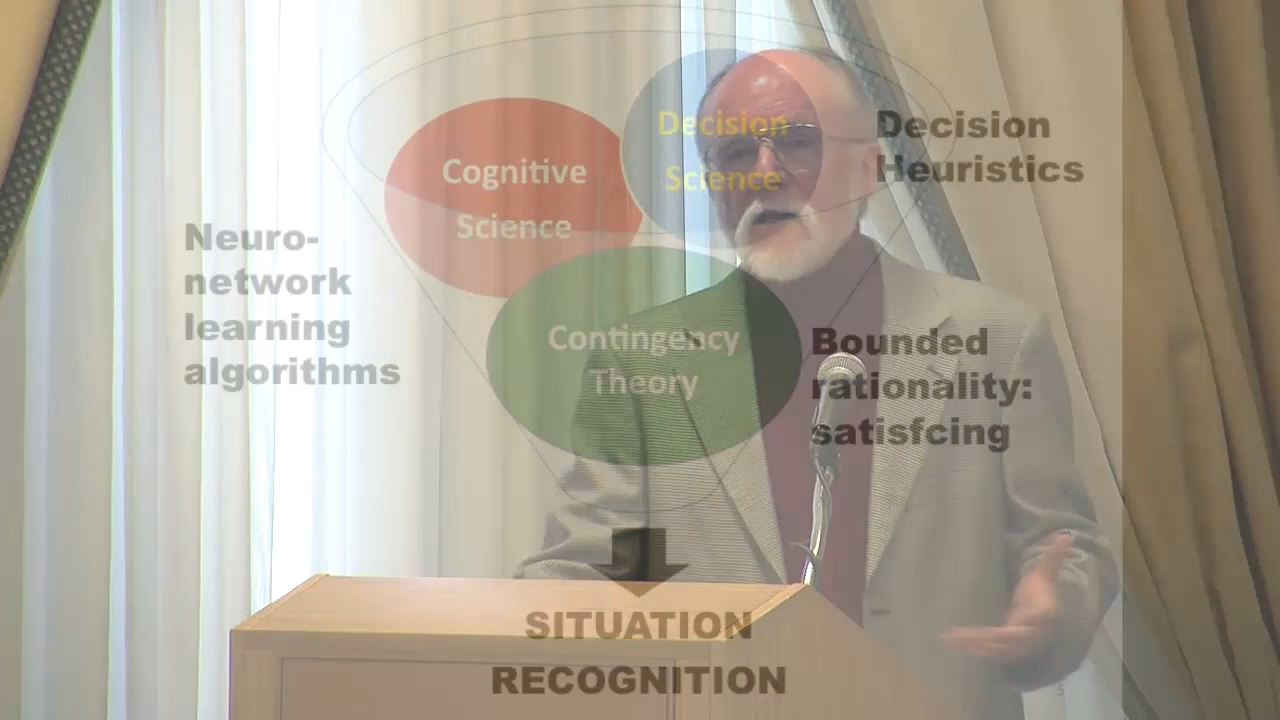 Cognitive
Science
Decision
Science
Decision
Heuristics
Neuro-
network
learning
algorithms
Contingency
Theory
Bounded
rationality:
satisfcing
SITUATION
RECOGNITION